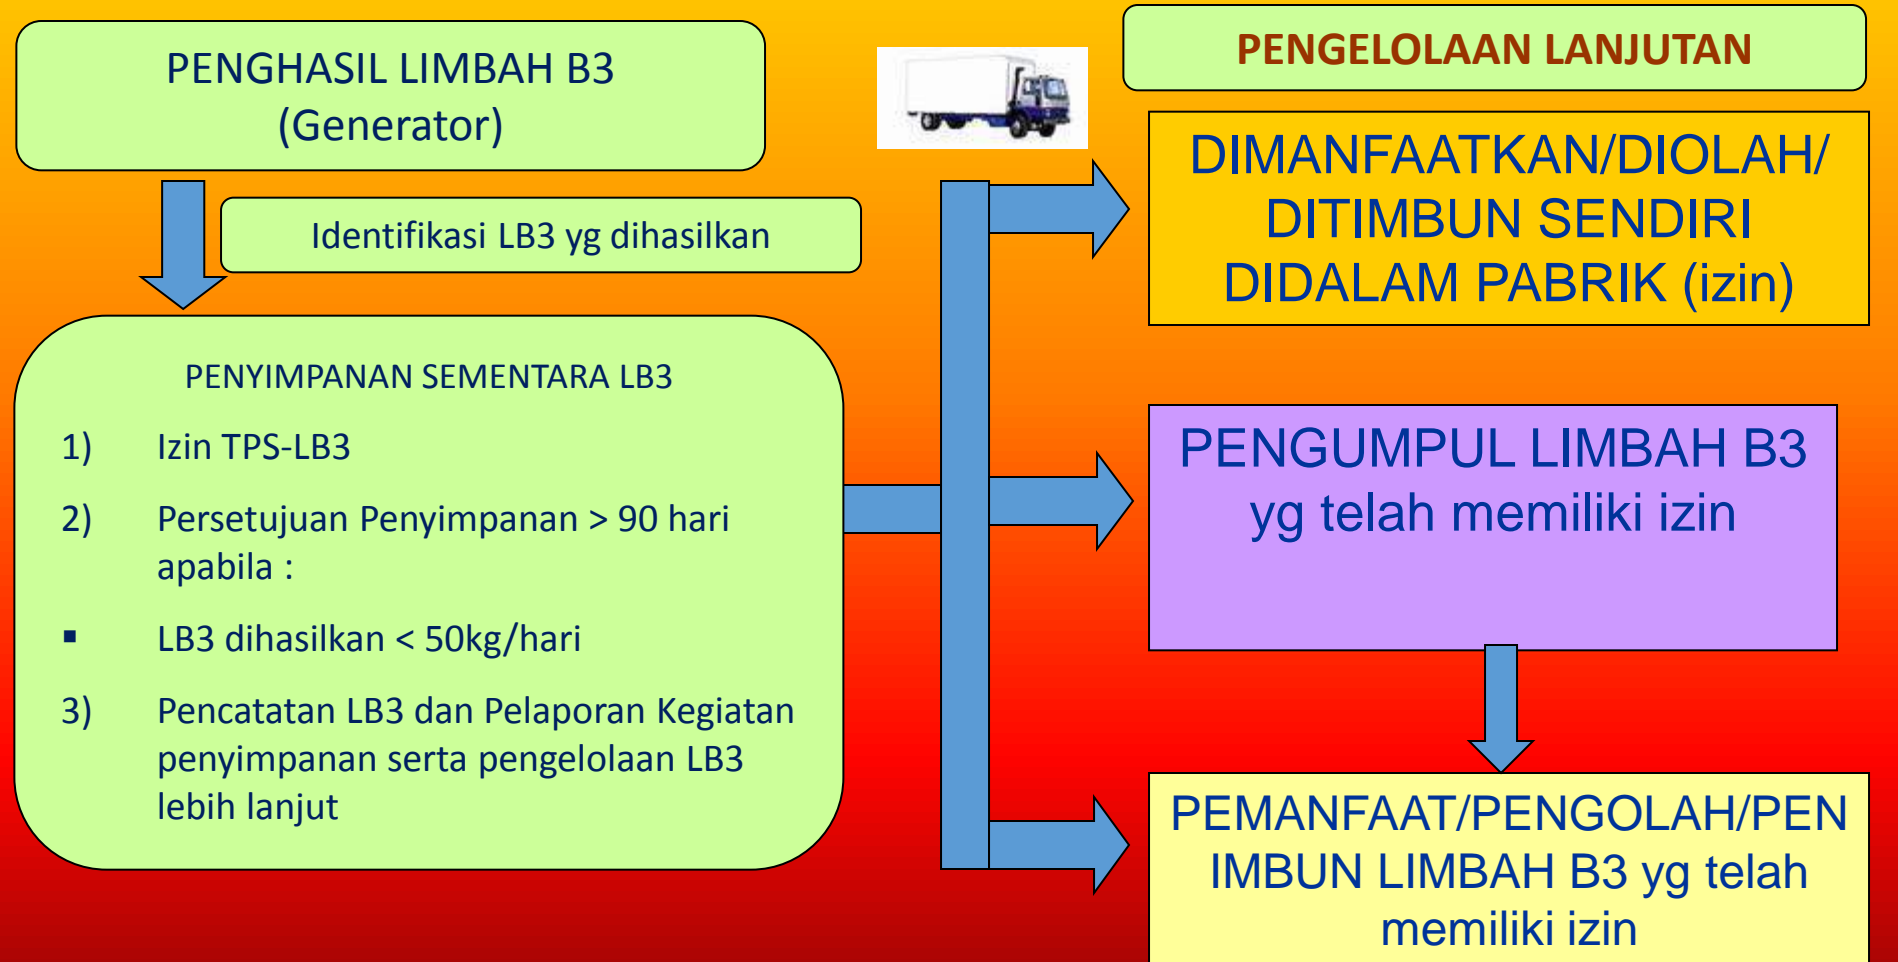 PENGHASIL LIMBAH B3
(Generator)
Identifikasi LB3 yg dihasilkan
PENYIMPANAN SEMENTARA LB3
1) Izin TPS-LB3
2) Persetujuan Penyimpanan > 90 hari
apabila :
▪ LB3 dihasilkan < 50kg/hari
3) Pencatatan LB3 dan Pelaporan Kegiatan
penyimpanan serta pengelolaan LB3
lebih lanjut
PENGELOLAAN LANJUTAN
DIMANFAATKAN/DIOLAH/
DITIMBUN SENDIRI
DIDALAM PABRIK (izin)
PENGUMPUL LIMBAH B3
yg telah memiliki izin
PEMANFAAT/PENGOLAH/PEN
IMBUN LIMBAH B3 yg telah
memiliki izin